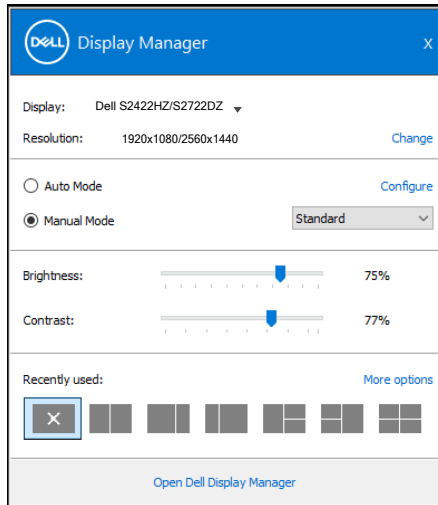 DELL Display Manager X
Display: Dell S2422HZ/S2722DZ
Resolution: 1920x1080/2560x1440 Change
Auto Mode Configure
Manual Mode Standard
Brightness: 75%
Contrast: 77%
Recently used: More options
Open Dell Display Manager